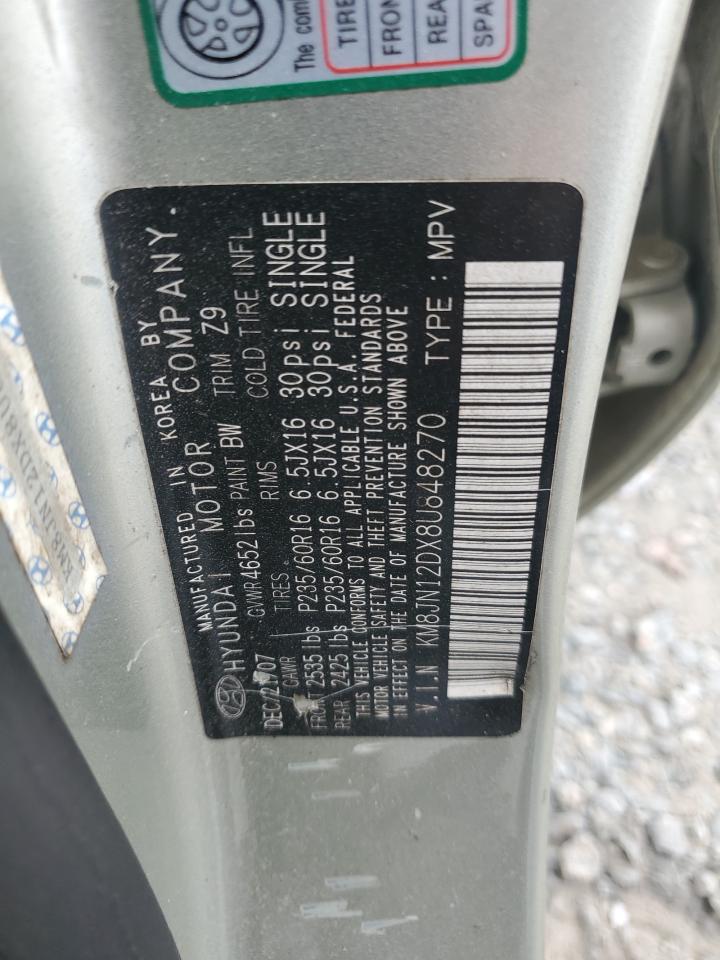 The com
TIRE
FRON
REA
SPA
MANUFACTURED IN KOREA BY
HYUNDAI MOTOR COMPANY.
DEC/21/07 GVWR 4652 lbs PAINT BW TRIM Z9
GAWR TIRES RIMS COLD TIRE INFL
FRONT 2535 lbs P235/60R16 6.5JX16 30psi SINGLE
REAR 2425 lbs P235/60R16 6.5JX16 30psi SINGLE
THIS VEHICLE CONFORMS TO ALL APPLICABLE U.S.A. FEDERAL
MOTOR VEHICLE SAFETY AND THEFT PREVENTION STANDARDS
IN EFFECT ON THE DATE OF MANUFACTURE SHOWN ABOVE
V.I.N KM8JN12DX8U648270 TYPE : MPV
KM8JN12DX8U